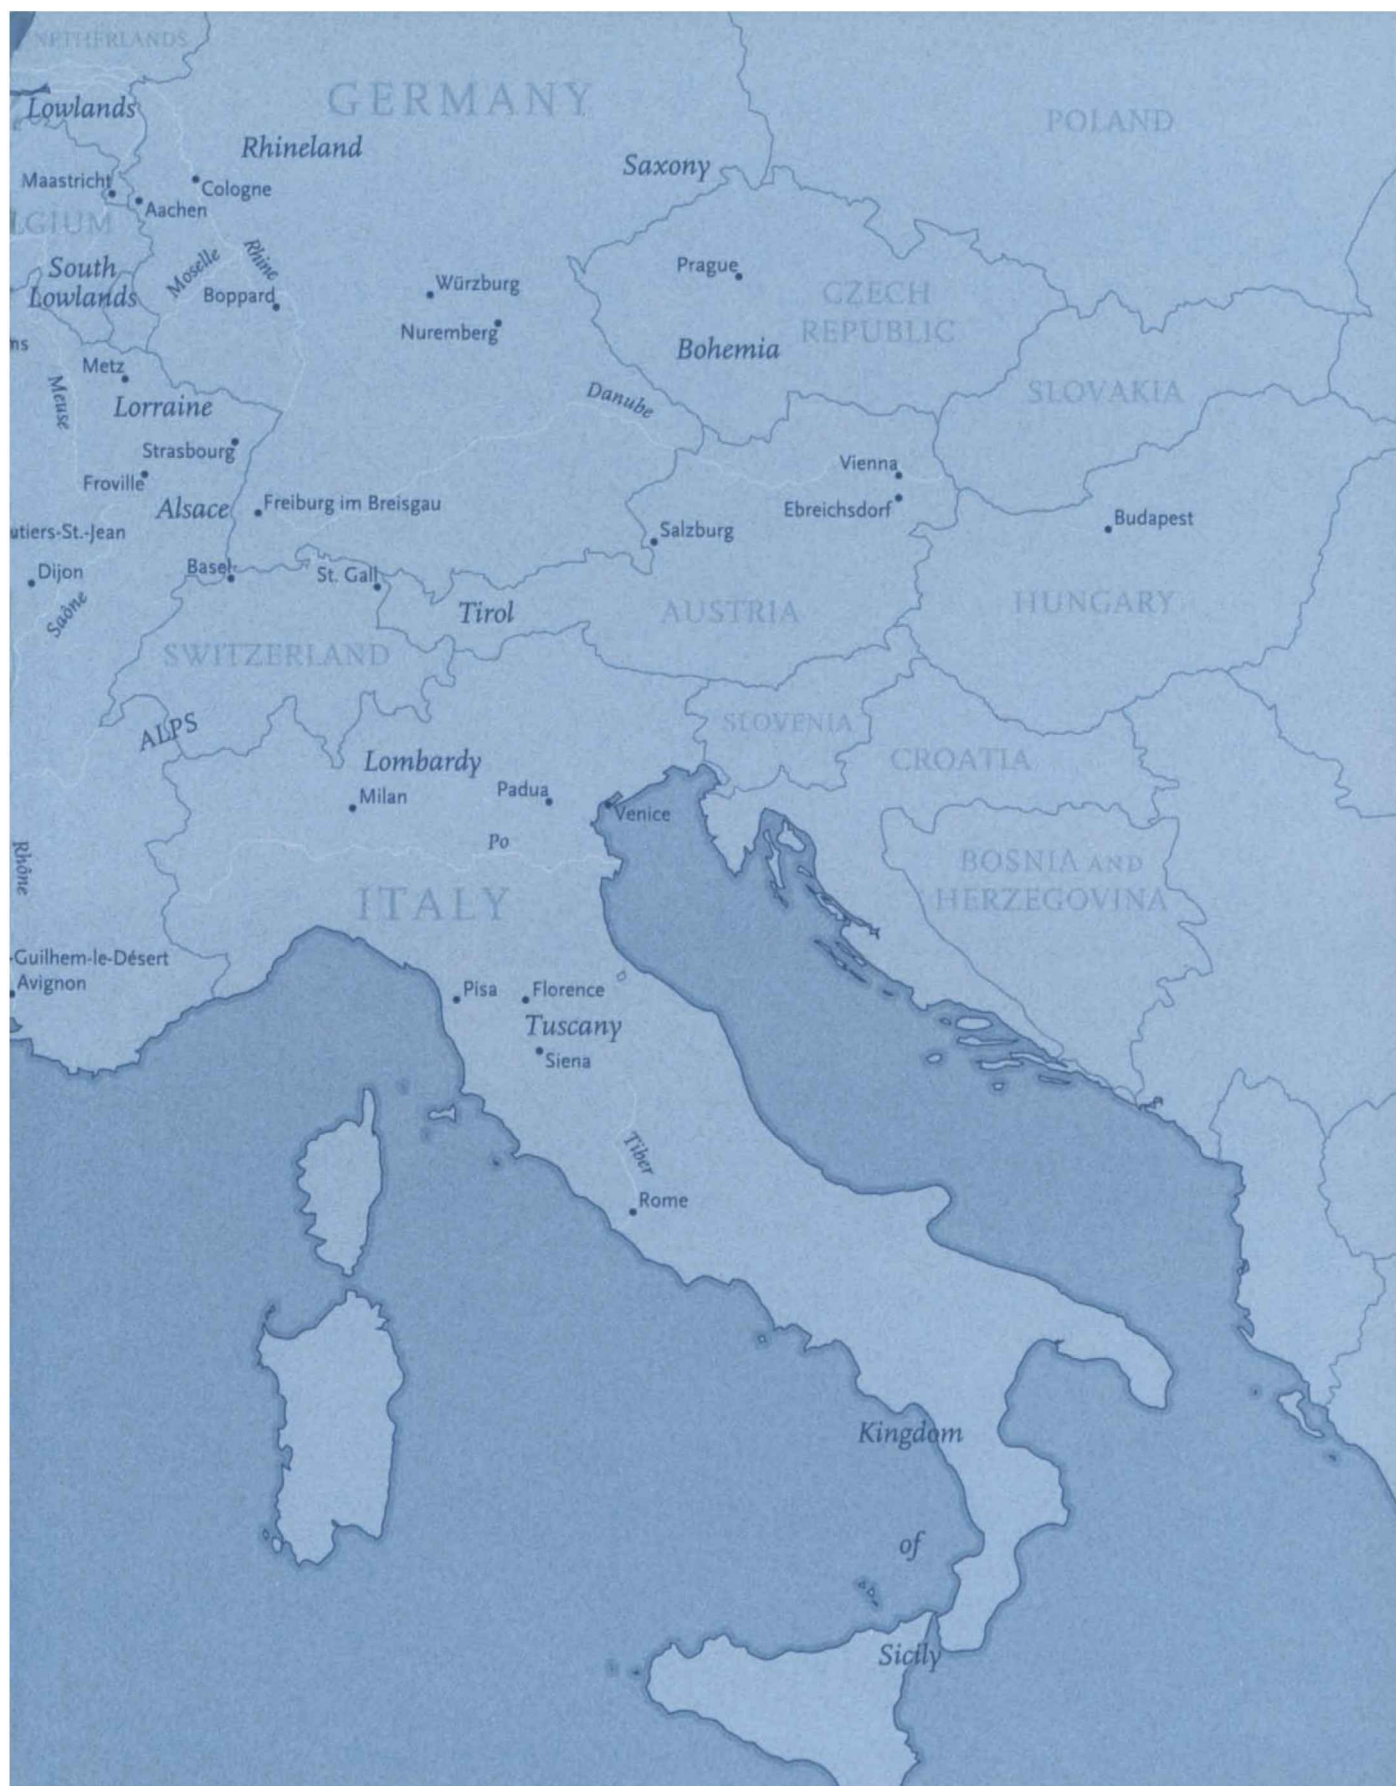 NETHERLANDS
GERMANY
Lowlands
POLAND
Rhineland
Saxony
Maastricht
Cologne
Aachen
LGIUM
South
Lowlands
Moselle
Rhine
Boppard
Würzburg
Nuremberg
Prague
CZECH
REPUBLIC
Bohemia
ms
Metz
Meuse
Lorraine
Danube
SLOVAKIA
Strasbourg
Froville
Vienna
Alsace
Freiburg im Breisgau
Ebreichsdorf
Budapest
utiers-St.-Jean
Salzburg
Dijon
Basel
St. Gall
Saône
Tirol
AUSTRIA
HUNGARY
SWITZERLAND
ALPS
SLOVENIA
CROATIA
Lombardy
Milan
Padua
Venice
Po
Rhône
ITALY
BOSNIA AND
HERZEGOVINA
-Guilhem-le-Désert
Avignon
Pisa
Florence
Tuscany
Siena
Tiber
Rome
Kingdom
of
Sicily